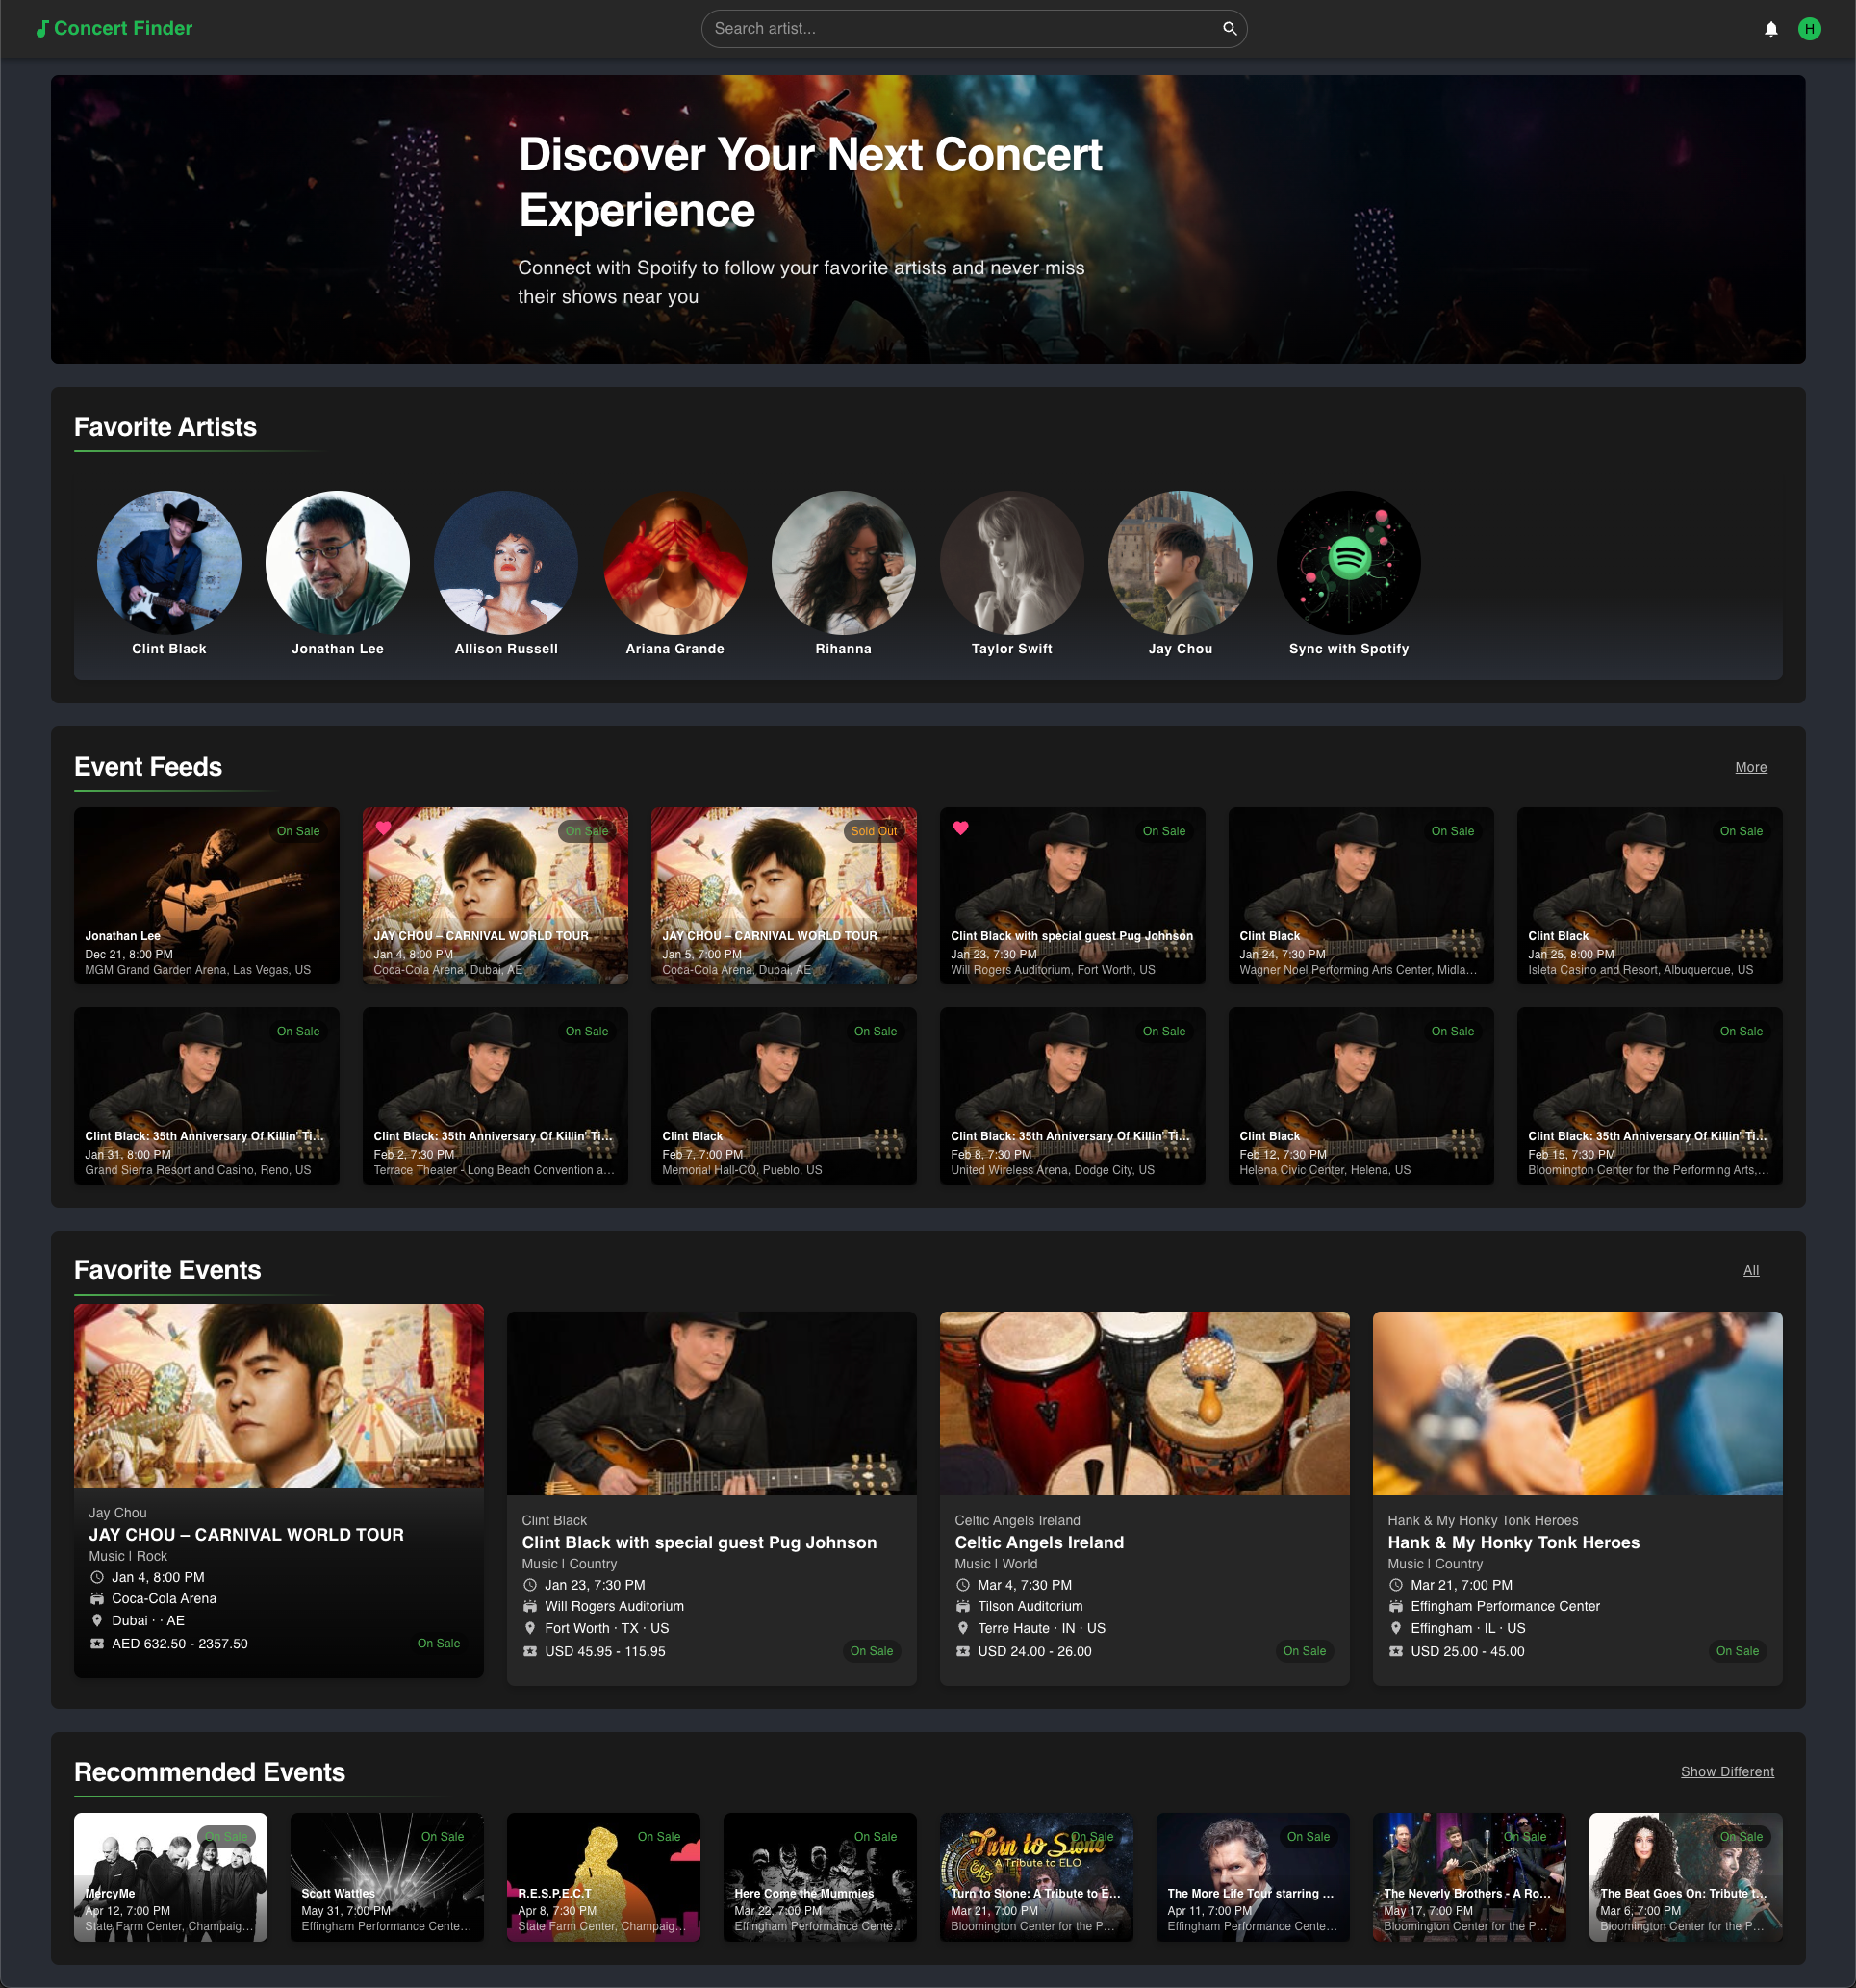 Concert Finder
Search artist...
H
Discover Your Next Concert
Experience
Connect with Spotify to follow your favorite artists and never miss
their shows near you
Favorite Artists
Clint Black
Jonathan Lee
Allison Russell
Ariana Grande
Rihanna
Taylor Swift
Jay Chou
Sync with Spotify
Event Feeds
More
On Sale
Jonathan Lee
Dec 21, 8:00 PM
MGM Grand Garden Arena, Las Vegas, US
On Sale
JAY CHOU – CARNIVAL WORLD TOUR
Jan 4, 8:00 PM
Coca-Cola Arena, Dubai, AE
Sold Out
JAY CHOU – CARNIVAL WORLD TOUR
Jan 5, 7:00 PM
Coca-Cola Arena, Dubai, AE
On Sale
Clint Black with special guest Pug Johnson
Jan 23, 7:30 PM
Will Rogers Auditorium, Fort Worth, US
On Sale
Clint Black
Jan 24, 7:30 PM
Wagner Noel Performing Arts Center, Midla...
On Sale
Clint Black
Jan 25, 8:00 PM
Isleta Casino and Resort, Albuquerque, US
On Sale
Clint Black: 35th Anniversary Of Killin' Ti...
Jan 31, 8:00 PM
Grand Sierra Resort and Casino, Reno, US
On Sale
Clint Black: 35th Anniversary Of Killin' Ti...
Feb 2, 7:30 PM
Terrace Theater - Long Beach Convention a...
On Sale
Clint Black
Feb 7, 7:00 PM
Memorial Hall-CO, Pueblo, US
On Sale
Clint Black: 35th Anniversary Of Killin' Ti...
Feb 8, 7:30 PM
United Wireless Arena, Dodge City, US
On Sale
Clint Black
Feb 12, 7:30 PM
Helena Civic Center, Helena, US
On Sale
Clint Black: 35th Anniversary Of Killin' Ti...
Feb 15, 7:30 PM
Bloomington Center for the Performing Arts,...
Favorite Events
All
Jay Chou
JAY CHOU – CARNIVAL WORLD TOUR
Music | Rock
Jan 4, 8:00 PM
Coca-Cola Arena
Dubai · · AE
AED 632.50 - 2357.50
On Sale
Clint Black
Clint Black with special guest Pug Johnson
Music | Country
Jan 23, 7:30 PM
Will Rogers Auditorium
Fort Worth · TX · US
USD 45.95 - 115.95
On Sale
Celtic Angels Ireland
Celtic Angels Ireland
Music | World
Mar 4, 7:30 PM
Tilson Auditorium
Terre Haute · IN · US
USD 24.00 - 26.00
On Sale
Hank & My Honky Tonk Heroes
Hank & My Honky Tonk Heroes
Music | Country
Mar 21, 7:00 PM
Effingham Performance Center
Effingham · IL · US
USD 25.00 - 45.00
On Sale
Recommended Events
Show Different
On Sale
MercyMe
Apr 12, 7:00 PM
State Farm Center, Champaig...
On Sale
Scott Wattles
May 31, 7:00 PM
Effingham Performance Cente...
On Sale
R.E.S.P.E.C.T
Apr 8, 7:30 PM
State Farm Center, Champaig...
On Sale
Here Come the Mummies
Mar 22, 7:00 PM
Effingham Performance Cente...
On Sale
Turn to Stone
A Tribute to ELO
Turn to Stone: A Tribute to E...
Mar 21, 7:00 PM
Bloomington Center for the P...
On Sale
The More Life Tour starring ...
Apr 11, 7:00 PM
Effingham Performance Cente...
On Sale
The Neverly Brothers - A Ro...
May 17, 7:00 PM
Bloomington Center for the P...
On Sale
The Beat Goes On: Tribute t...
Mar 6, 7:00 PM
Bloomington Center for the P...